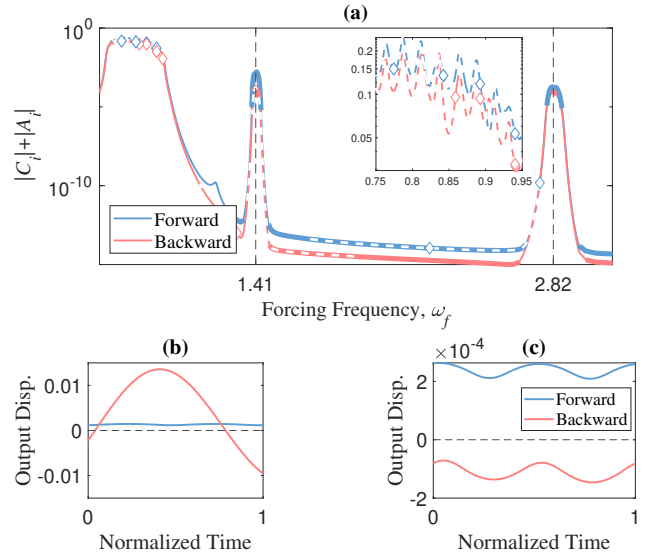 (a)
10^0
10^-10
|C_i|+|A_i|
Forward
Backward
0.2
0.15
0.1
0.05
0.75 0.8 0.85 0.9 0.95
1.41 2.82
Forcing Frequency, ω_f
(b)
0.01
0
-0.01
Output Disp.
0 1
Normalized Time
(c)
×10^-4
2
0
-2
Output Disp.
Forward
Backward
0 1
Normalized Time